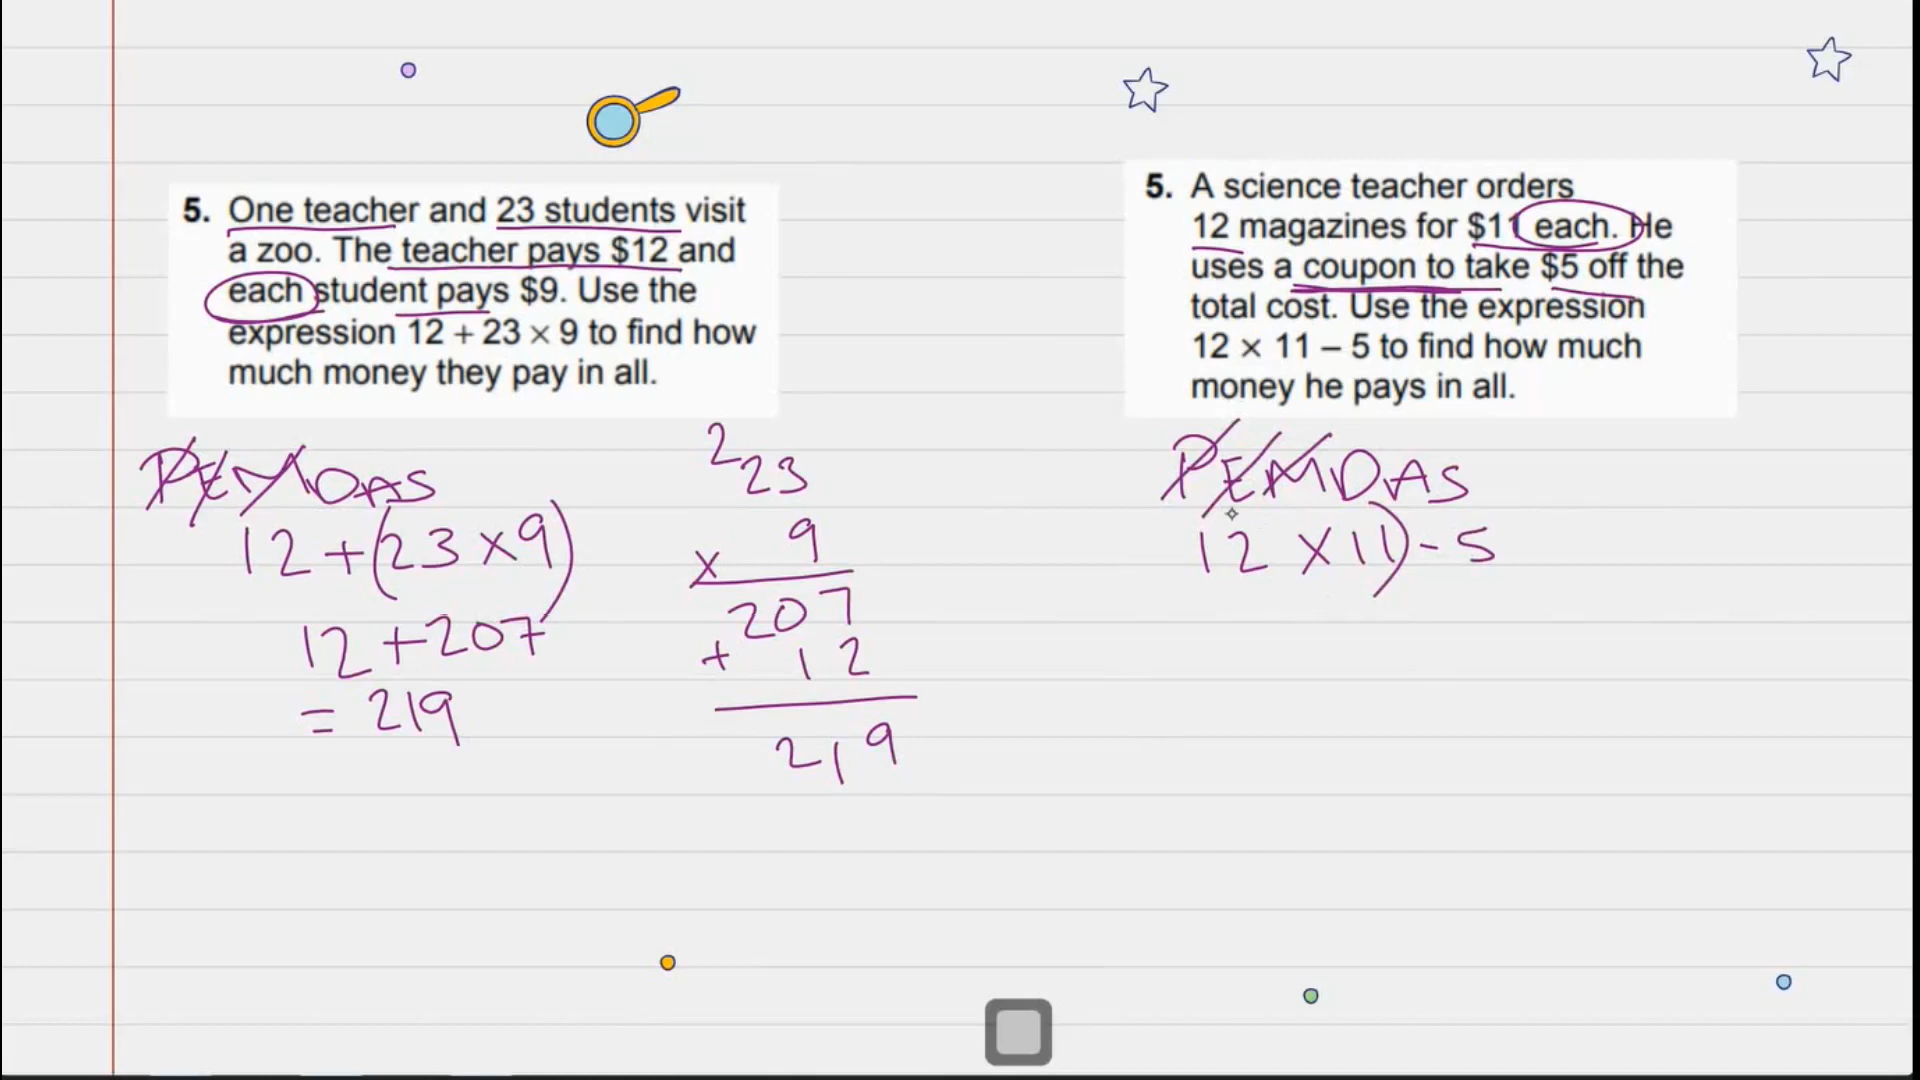 5. One teacher and 23 students visit
a zoo. The teacher pays $12 and
each student pays $9. Use the
expression 12 + 23 × 9 to find how
much money they pay in all.
PEMDAS
12 + (23 × 9)
12 + 207
= 219
2
23
× 9
207
+ 12
219
5. A science teacher orders
12 magazines for $11 each. He
uses a coupon to take $5 off the
total cost. Use the expression
12 × 11 – 5 to find how much
money he pays in all.
PEMDAS
12 × 11) - 5